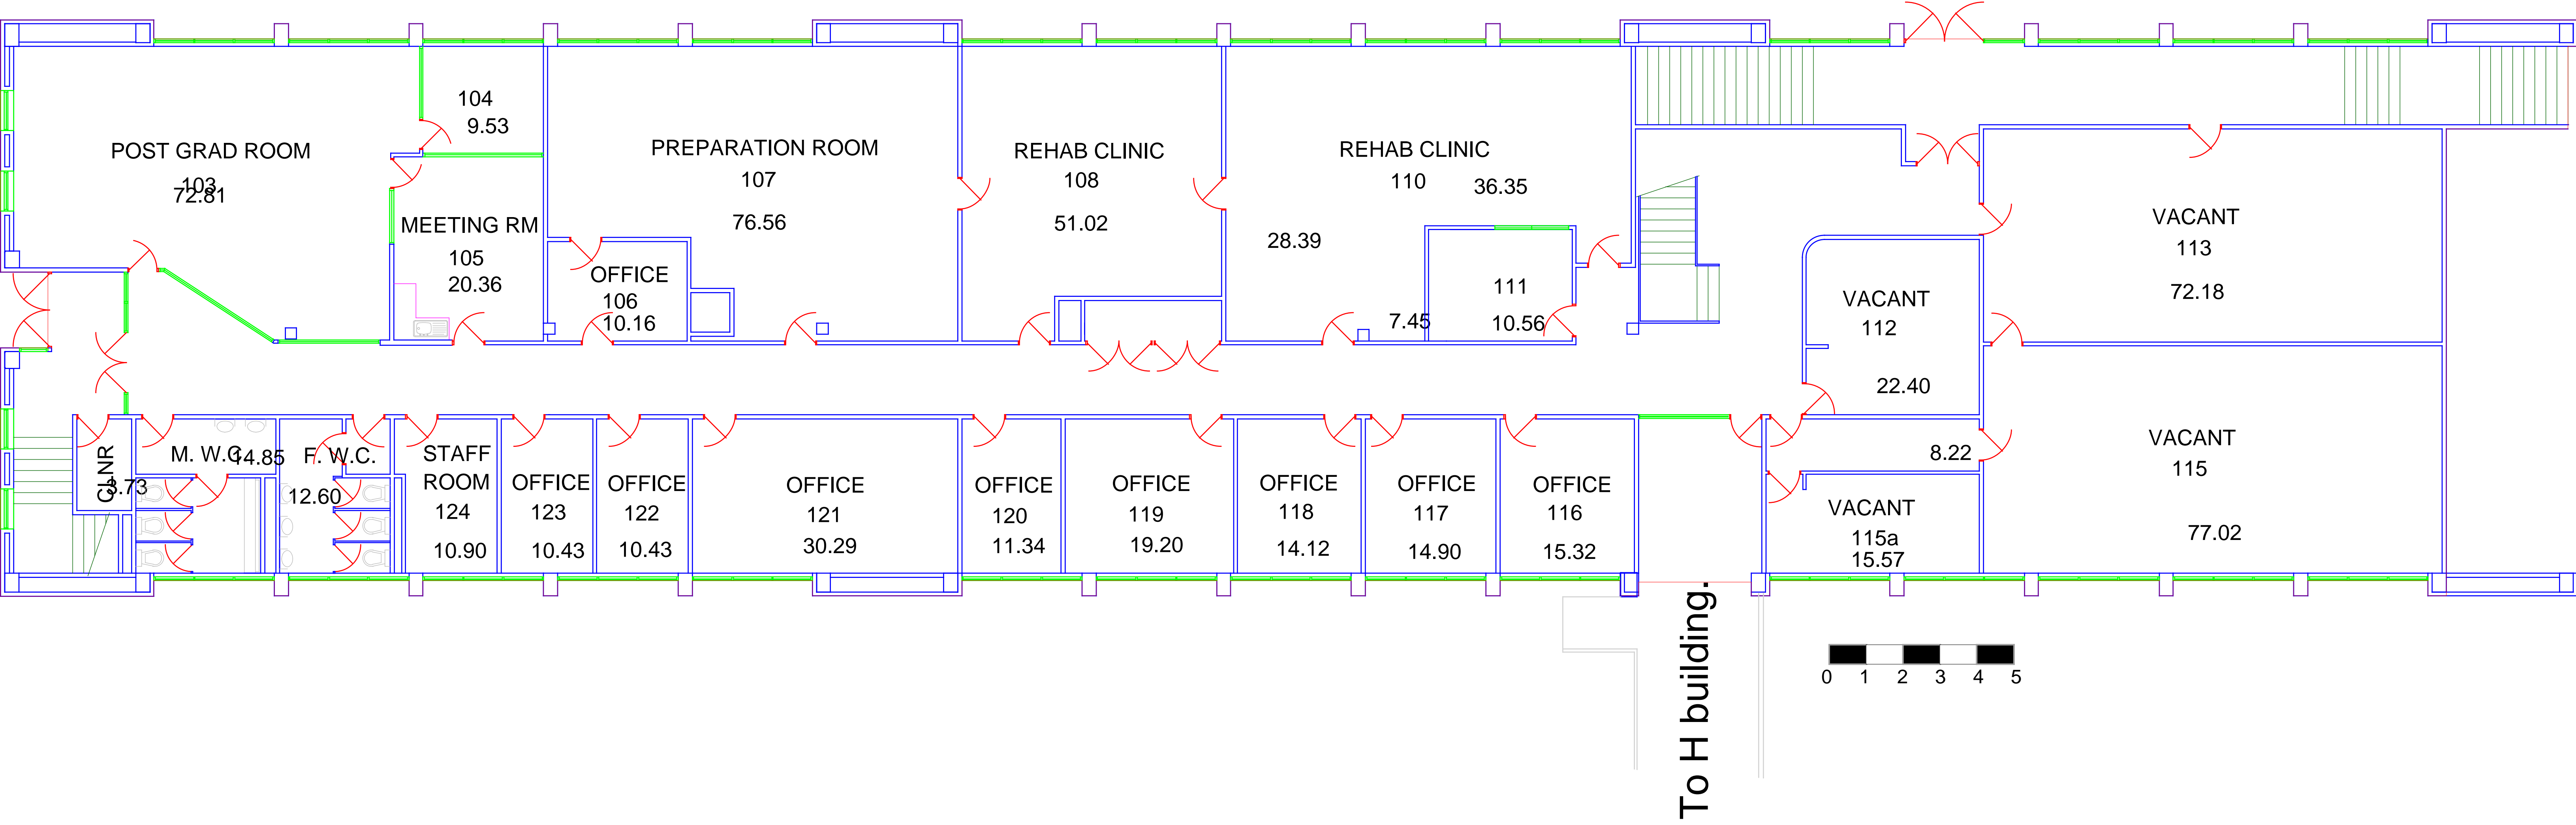 POST GRAD ROOM
103
72.81
104
9.53
MEETING RM
105
20.36
OFFICE
106
10.16
PREPARATION ROOM
107
76.56
REHAB CLINIC
108
51.02
REHAB CLINIC
110
36.35
28.39
7.45
111
10.56
VACANT
112
22.40
VACANT
113
72.18
CLNR
3.73
M. W.C.
14.85
F. W.C.
12.60
STAFF
ROOM
124
10.90
OFFICE
123
10.43
OFFICE
122
10.43
OFFICE
121
30.29
OFFICE
120
11.34
OFFICE
119
19.20
OFFICE
118
14.12
OFFICE
117
14.90
OFFICE
116
15.32
8.22
VACANT
115a
15.57
VACANT
115
77.02
To H building.
0 1 2 3 4 5